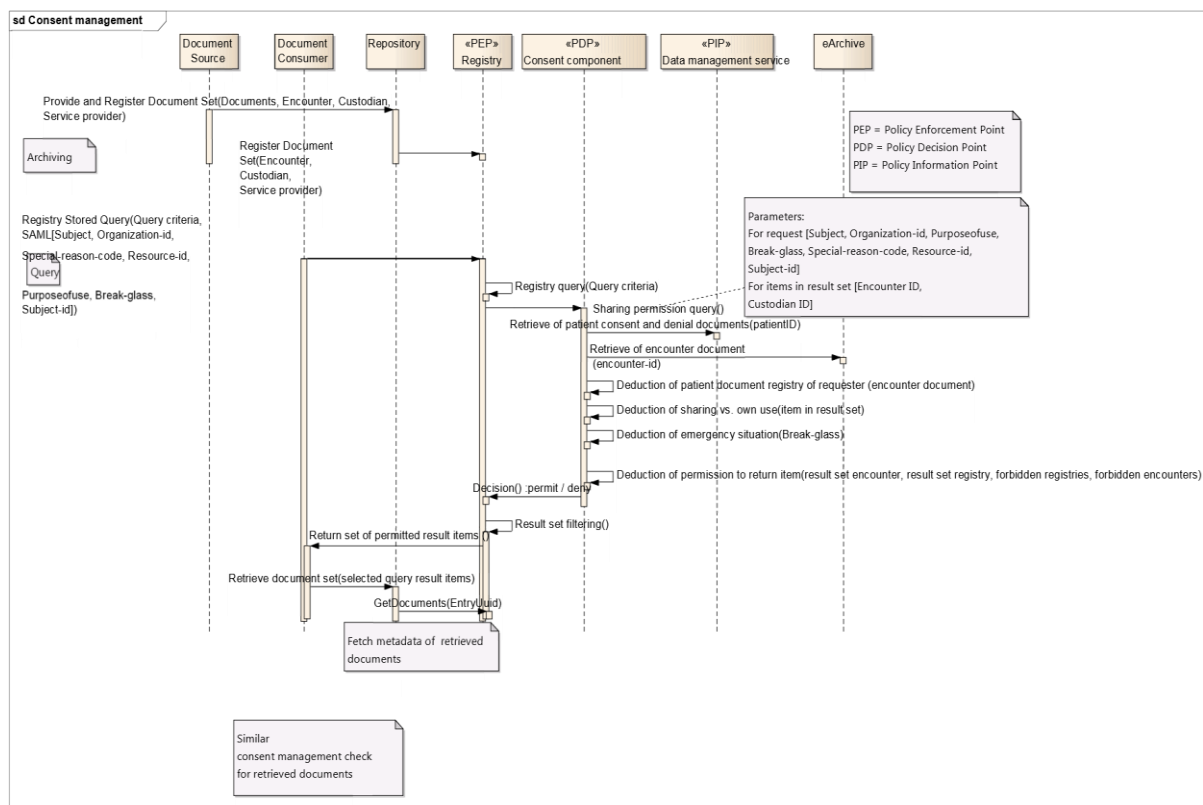 sd Consent management
Document
Source
Document
Consumer
Repository
«PEP»
Registry
«PDP»
Consent component
«PIP»
Data management service
eArchive
Provide and Register Document Set(Documents, Encounter, Custodian,
Service provider)
PEP = Policy Enforcement Point
PDP = Policy Decision Point
PIP = Policy Information Point
Archiving
Register Document
Set(Encounter,
Custodian,
Service provider)
Parameters:
For request [Subject, Organization-id, Purposeofuse,
Break-glass, Special-reason-code, Resource-id,
Subject-id]
For items in result set [Encounter ID,
Custodian ID]
Registry Stored Query(Query criteria,
SAML[Subject, Organization-id,
Special-reason-code, Resource-id,
Query
Purposeofuse, Break-glass,
Subject-id])
Registry query(Query criteria)
Sharing permission query()
Retrieve of patient consent and denial documents(patientID)
Retrieve of encounter document
(encounter-id)
Deduction of patient document registry of requester (encounter document)
Deduction of sharing vs. own use(item in result set)
Deduction of emergency situation(Break-glass)
Deduction of permission to return item(result set encounter, result set registry, forbidden registries, forbidden encounters)
Decision() :permit / deny
Result set filtering()
Return set of permitted result items ()
Retrieve document set(selected query result items)
GetDocuments(EntryUuid)
Fetch metadata of retrieved
documents
Similar
consent management check
for retrieved documents